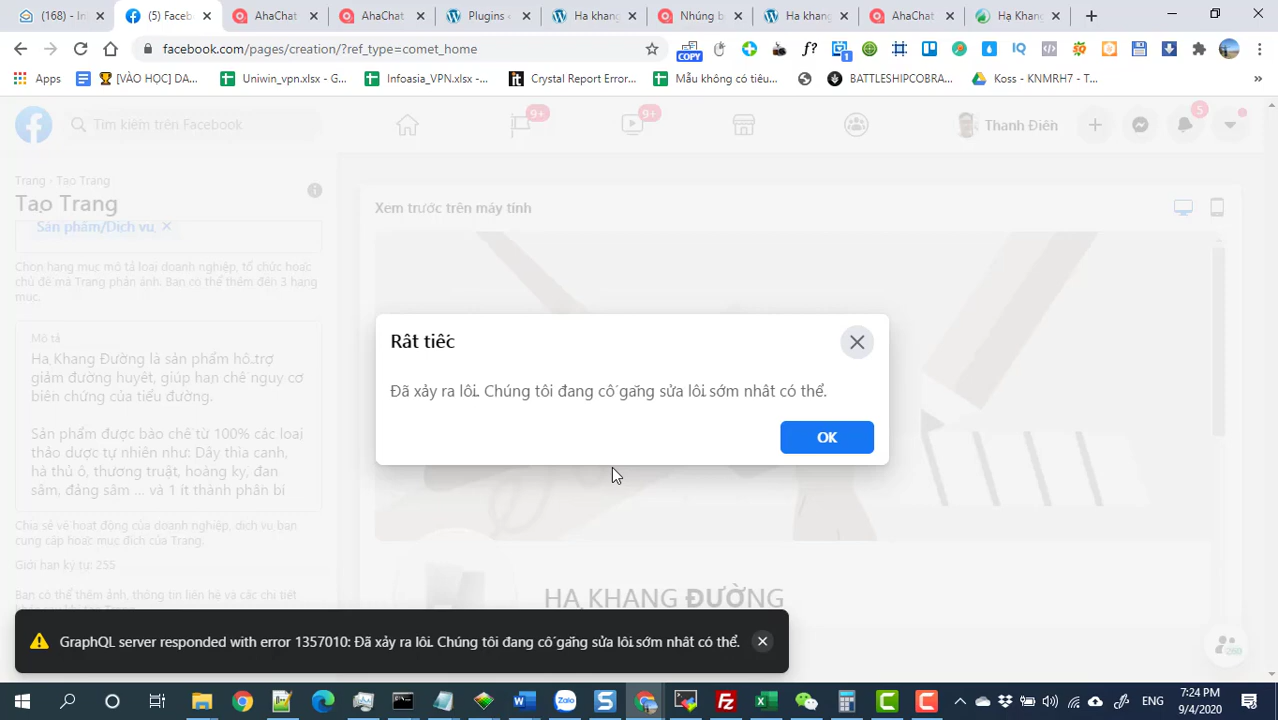 (168) - In
(5) Faceb
AhaChat
AhaChat
Plugins <
Ha khang
Nhúng b
Ha khang
AhaChat
Hạ Khang
facebook.com/pages/creation/?ref_type=comet_home
COPY
f?
1
IQ
Apps
[VÀO HỌC] DA...
Uniwin_vpn.xlsx - G...
Infoasia_VPN.xlsx -...
Crystal Report Error...
Mẫu không có tiêu...
BATTLESHIPCOBRA...
Koss - KNMRH7 - T...
Tìm kiếm trên Facebook
9+
9+
Thanh Điền
5
Trang · Tạo Trang
Tạo Trang
Sản phẩm/Dịch vụ
Chọn hạng mục mô tả loại doanh nghiệp, tổ chức hoặc
chủ đề mà Trang phản ánh. Bạn có thể thêm đến 3 hạng
mục.
Mô tả
Hạ Khang Đường là sản phẩm hỗ trợ
giảm đường huyết, giúp hạn chế nguy cơ
biến chứng của tiểu đường.
Sản phẩm được bào chế từ 100% các loại
thảo dược tự nhiên như: Dây thìa canh,
hà thủ ô, thương truật, hoàng kỳ, đan
sâm, đảng sâm ... và 1 ít thành phần bí
Chia sẻ về hoạt động của doanh nghiệp, dịch vụ bạn
cung cấp hoặc mục đích của Trang.
Giới hạn ký tự: 255
Bạn có thể thêm ảnh, thông tin liên hệ và các chi tiết
Xem trước trên máy tính
Rất tiếc
Đã xảy ra lỗi. Chúng tôi đang cố gắng sửa lỗi sớm nhất có thể.
OK
HẠ KHANG ĐƯỜNG
GraphQL server responded with error 1357010: Đã xảy ra lỗi. Chúng tôi đang cố gắng sửa lỗi sớm nhất có thể.
ENG
7:24 PM
9/4/2020